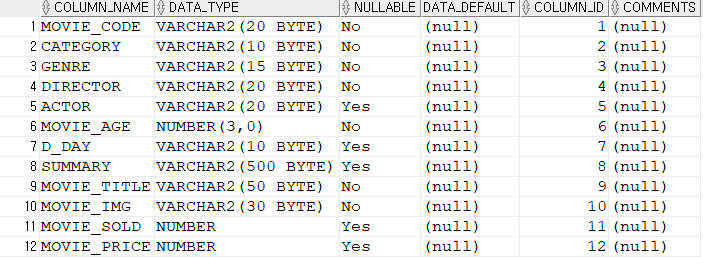 COLUMN_NAME DATA_TYPE NULLABLE DATA_DEFAULT COLUMN_ID COMMENTS
1 MOVIE_CODE VARCHAR2(20 BYTE) No (null) 1 (null)
2 CATEGORY VARCHAR2(10 BYTE) No (null) 2 (null)
3 GENRE VARCHAR2(15 BYTE) No (null) 3 (null)
4 DIRECTOR VARCHAR2(20 BYTE) No (null) 4 (null)
5 ACTOR VARCHAR2(20 BYTE) Yes (null) 5 (null)
6 MOVIE_AGE NUMBER(3,0) No (null) 6 (null)
7 D_DAY VARCHAR2(10 BYTE) Yes (null) 7 (null)
8 SUMMARY VARCHAR2(500 BYTE) Yes (null) 8 (null)
9 MOVIE_TITLE VARCHAR2(50 BYTE) No (null) 9 (null)
10 MOVIE_IMG VARCHAR2(30 BYTE) No (null) 10 (null)
11 MOVIE_SOLD NUMBER Yes (null) 11 (null)
12 MOVIE_PRICE NUMBER Yes (null) 12 (null)